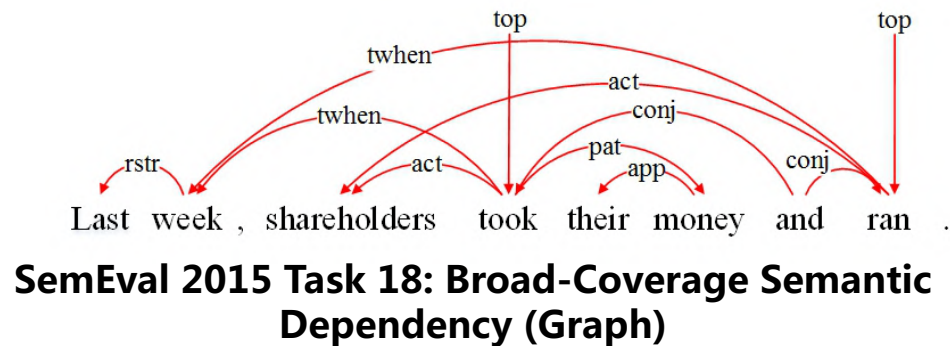 top top
twhen
act
twhen conj
pat
rstr act app conj
Last week , shareholders took their money and ran .
SemEval 2015 Task 18: Broad-Coverage Semantic
Dependency (Graph)